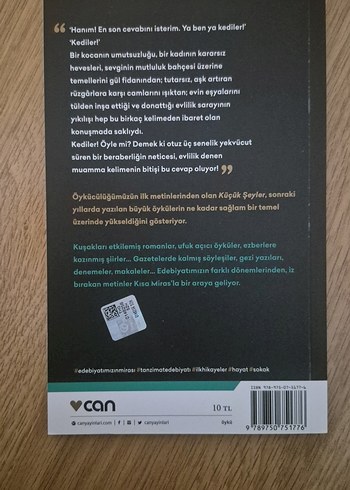 “ ‘Hanım! En son cevabını isterim. Ya ben ya kediler!’
‘Kediler!’
Bir kocanın umutsuzluğu, bir kadının kararsız
hevesleri, sevginin mutluluk bahçesi üzerine
temellerini gül fidanından; tutarsız, aşk artıran
rüzgârlara karşı camlarını ışıktan; evin eşyalarını
tülden inşa ettiği ve donattığı evlilik sarayının
yıkılışı hep bu birkaç kelimeden ibaret olan
konuşmada saklıydı.
Kediler! Öyle mi? Demek ki otuz üç senelik yekvücut
süren bir beraberliğin neticesi, evlilik denen
muamma kelimenin bitişi bu cevap oluyor! ”
Öykücülüğümüzün ilk metinlerinden olan Küçük Şeyler, sonraki
yıllarda yazılan büyük öykülerin ne kadar sağlam bir temel
üzerinde yükseldiğini gösteriyor.
Kuşakları etkilemiş romanlar, ufuk açıcı öyküler, ezberlere
kazınmış şiirler... Gazetelerde kalmış söyleşiler, gezi yazıları,
denemeler, makaleler... Edebiyatımızın farklı dönemlerinden, iz
bırakan metinler Kısa Miras’la bir araya geliyor.
#edebiyatımızınmirası #tanzimatedebiyatı #ilkhikayeler #hayat #sokak
can
10 TL
canyayinlari.com
canyayinlari
öykü
ISBN 978-975-07-5177-6
9 789750 751776